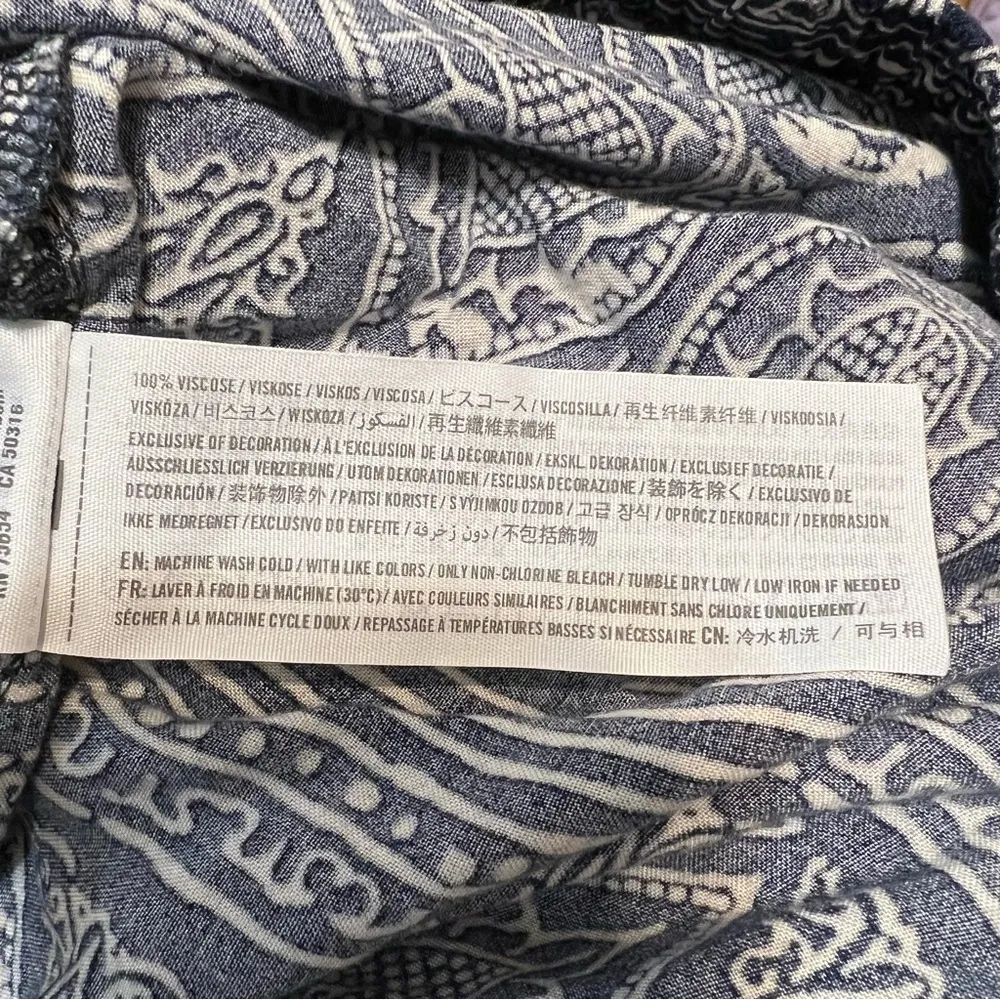 100% VISCOSE / VISKOSE / VISKOS / VISCOSA / ビスコース / VISCOSILLA / 再生纤维素纤维 / VISKOOSIA /
VISKÓZA / 비스코스 / WISKOZA / الفسكوز / 再生纖維素纖維
EXCLUSIVE OF DECORATION / À L'EXCLUSION DE LA DÉCORATION / EKSKL. DEKORATION / EXCLUSIEF DECORATIE /
AUSSCHLIESSLICH VERZIERUNG / UTOM DEKORATIONEN / ESCLUSA DECORAZIONE / 装飾を除く / EXCLUSIVO DE
DECORACIÓN / 装饰物除外 / PAITSI KORISTE / S VÝJIMKOU OZDOB / 고급 장식 / OPRÓCZ DEKORACJI / DEKORASJON
IKKE MEDREGNET / EXCLUSIVO DO ENFEITE / دون زخرفة / 不包括飾物
EN: MACHINE WASH COLD / WITH LIKE COLORS / ONLY NON-CHLORINE BLEACH / TUMBLE DRY LOW / LOW IRON IF NEEDED
FR: LAVER À FROID EN MACHINE (30°C) / AVEC COULEURS SIMILAIRES / BLANCHIMENT SANS CHLORE UNIQUEMENT /
SÉCHER À LA MACHINE CYCLE DOUX / REPASSAGE À TEMPÉRATURES BASSES SI NÉCESSAIRE CN: 冷水机洗 / 可与相
CA 50316